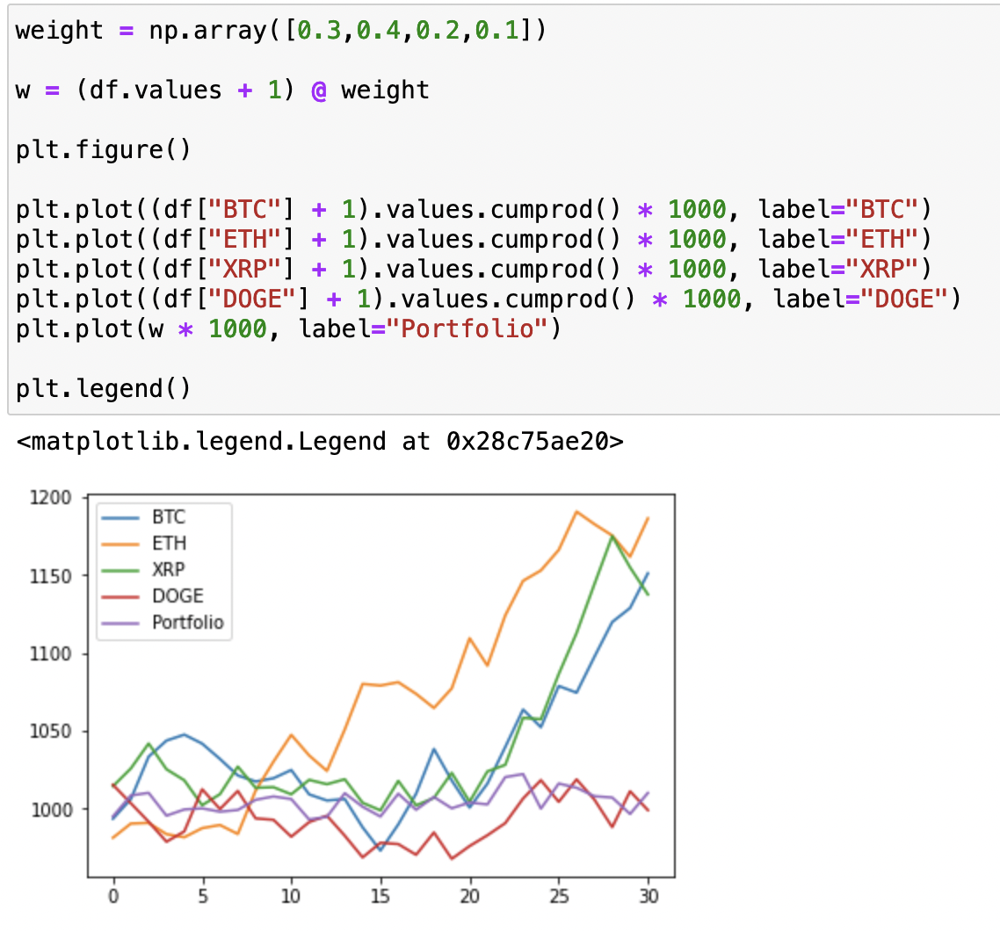 weight = np.array([0.3,0.4,0.2,0.1])
w = (df.values + 1) @ weight
plt.figure()
plt.plot((df["BTC"] + 1).values.cumprod() * 1000, label="BTC")
plt.plot((df["ETH"] + 1).values.cumprod() * 1000, label="ETH")
plt.plot((df["XRP"] + 1).values.cumprod() * 1000, label="XRP")
plt.plot((df["DOGE"] + 1).values.cumprod() * 1000, label="DOGE")
plt.plot(w * 1000, label="Portfolio")
plt.legend()
<matplotlib.legend.Legend at 0x28c75ae20>
1200
1150
1100
1050
1000
BTC
ETH
XRP
DOGE
Portfolio
0 5 10 15 20 25 30